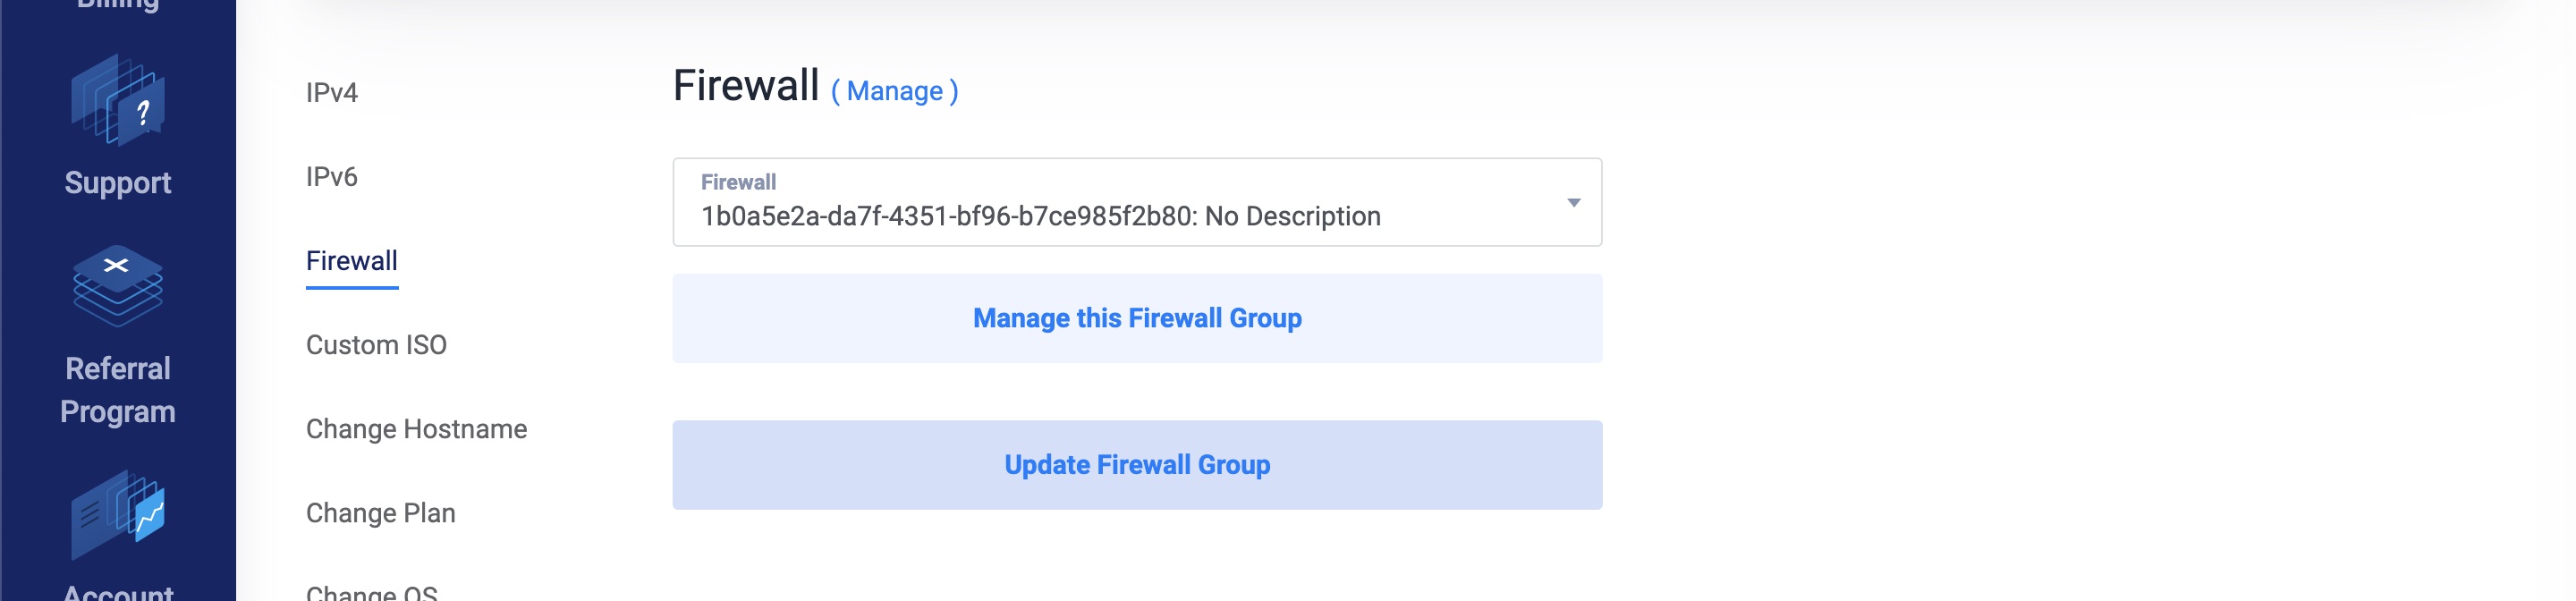 Billing
Support
Referral
Program
Account
IPv4
IPv6
Firewall
Custom ISO
Change Hostname
Change Plan
Change OS
Firewall ( Manage )
Firewall
1b0a5e2a-da7f-4351-bf96-b7ce985f2b80: No Description
Manage this Firewall Group
Update Firewall Group